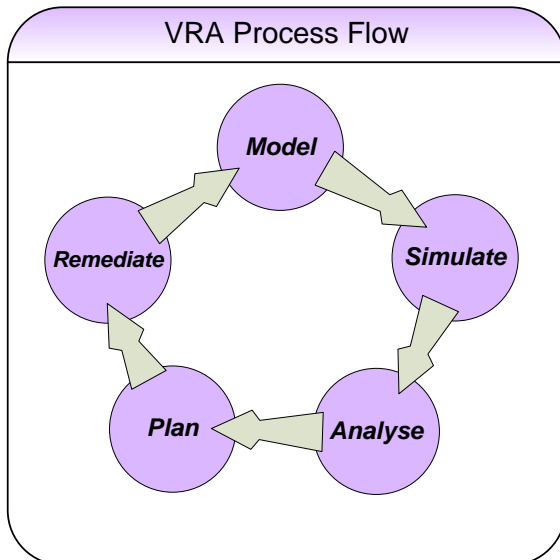 VRA Process Flow
Model
Simulate
Analyse
Plan
Remediate